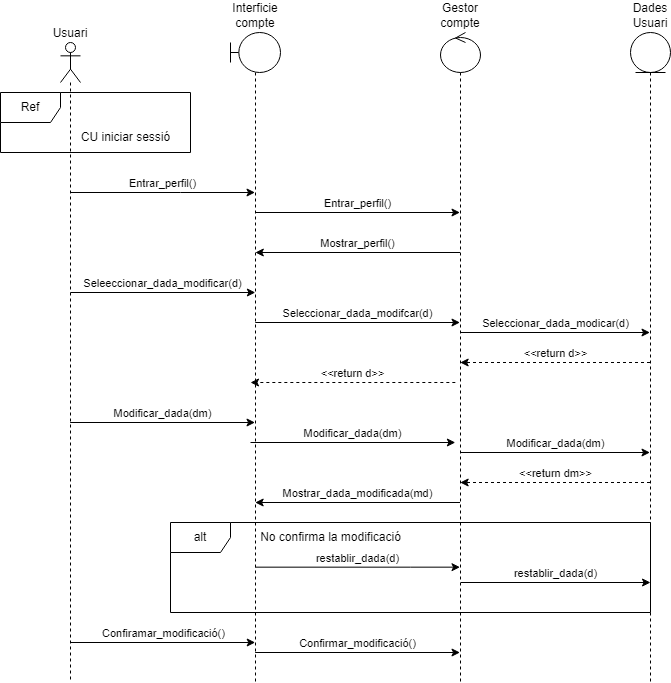 Usuari
Interfície
compte
Gestor
compte
Dades
Usuari
Ref
CU iniciar sessió
Entrar_perfil()
Entrar_perfil()
Mostrar_perfil()
Seleeccionar_dada_modificar(d)
Seleccionar_dada_modifcar(d)
Seleccionar_dada_modicar(d)
<<return d>>
<<return d>>
Modificar_dada(dm)
Modificar_dada(dm)
Modificar_dada(dm)
<<return dm>>
Mostrar_dada_modificada(md)
alt
No confirma la modificació
restablir_dada(d)
restablir_dada(d)
Confiramar_modificació()
Confirmar_modificació()